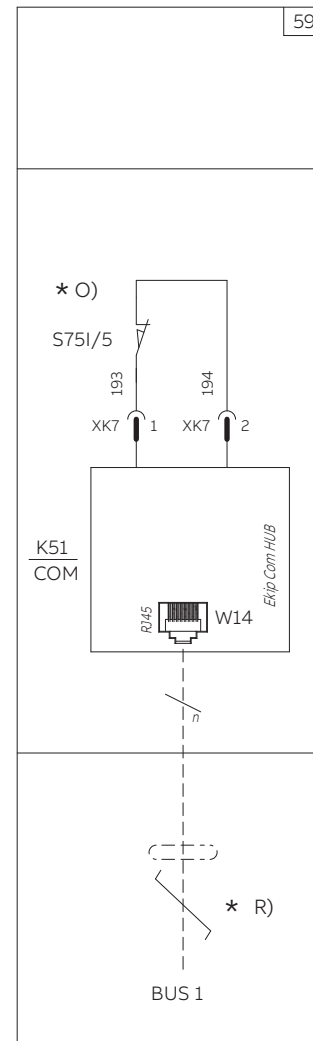 59
* O)
S75I/5
193
194
XK7 1
XK7 2
K51
COM
Ekip Com HUB
RJ45
W14
n
* R)
BUS 1